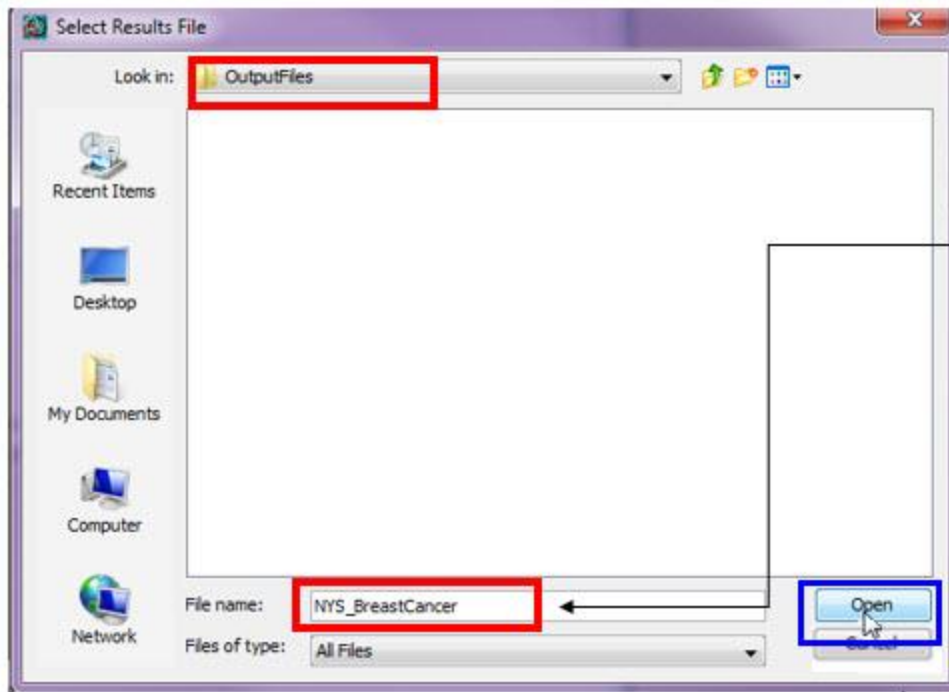 Select Results File
Look in:
OutputFiles
Recent Items
Desktop
My Documents
Computer
Network
File name:
NYS_BreastCancer
Open
Files of type:
All Files
Cancel